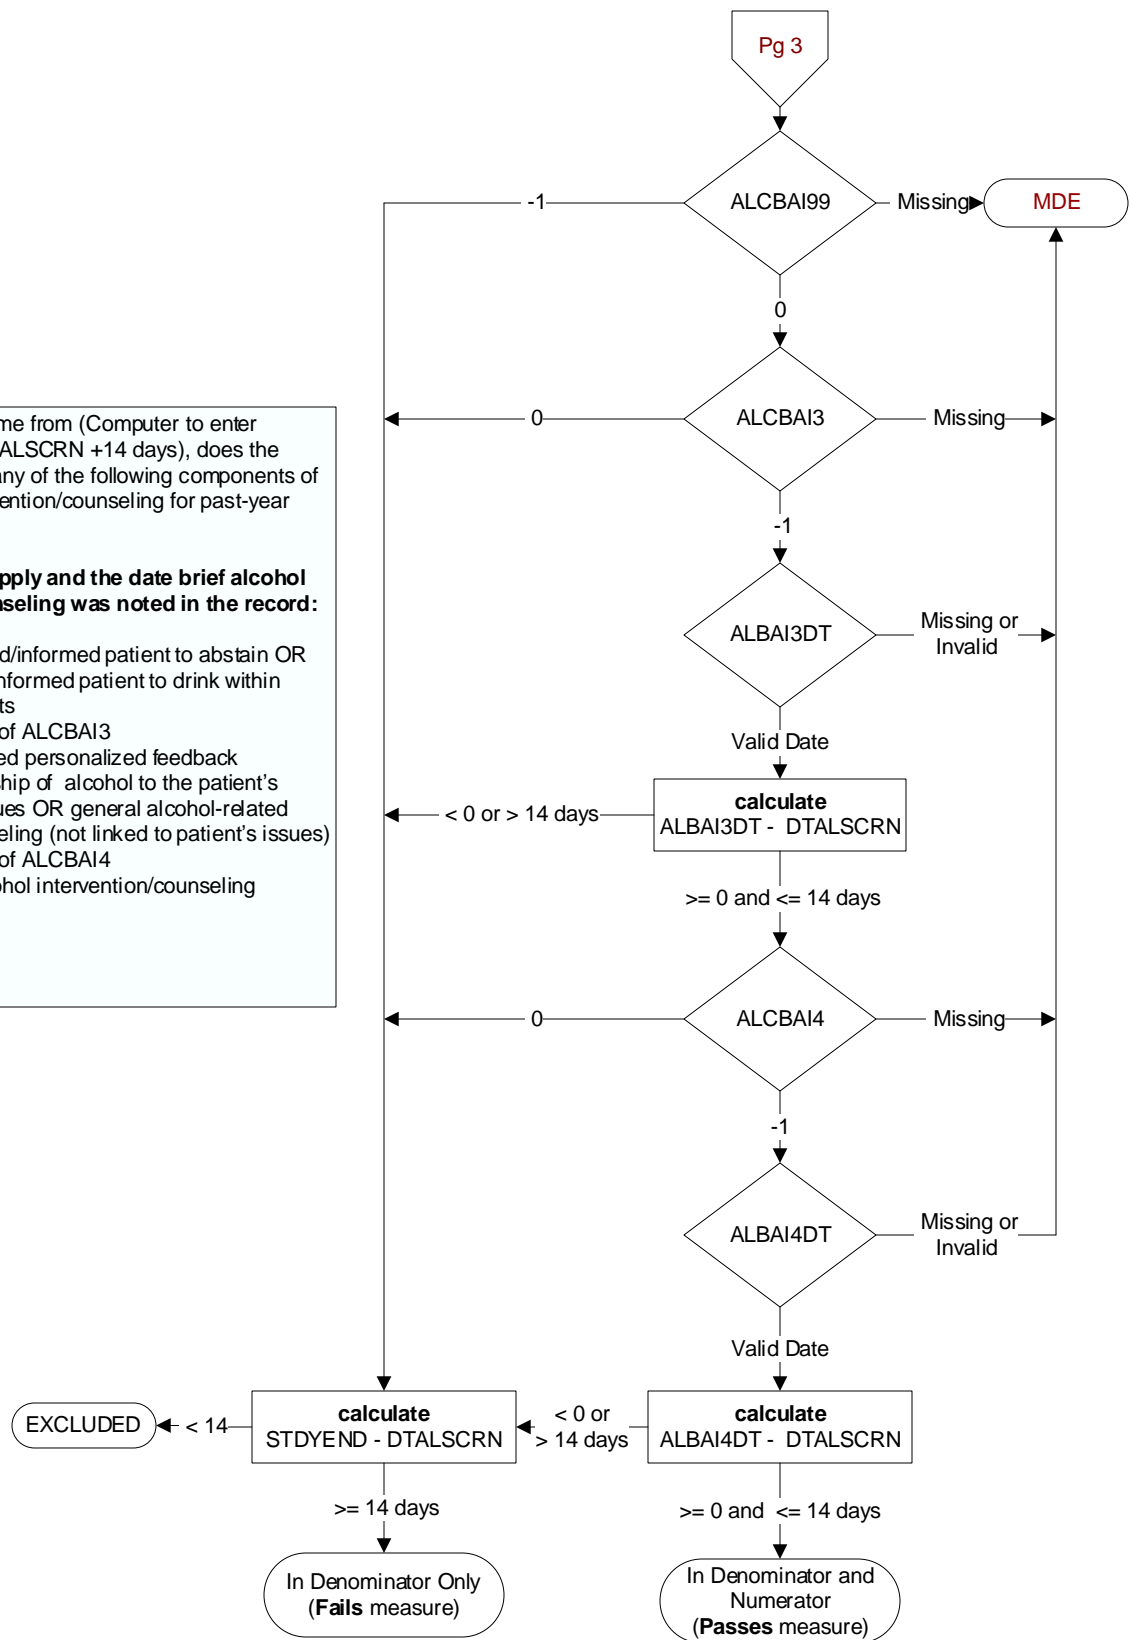 Pg 3
ALCBAI99
-1
Missing
MDE
0
ALCBAI3
0
Missing
-1
ALBAI3DT
Missing or
Invalid
Valid Date
calculate
ALBAI3DT - DTALSCRN
< 0 or > 14 days
>= 0 and <= 14 days
ALCBAI4
0
Missing
-1
ALBAI4DT
Missing or
Invalid
Valid Date
calculate
ALBAI4DT - DTALSCRN
< 0 or
> 14 days
calculate
STDYEND - DTALSCRN
< 14
EXCLUDED
>= 14 days
In Denominator Only
(Fails measure)
>= 0 and <= 14 days
In Denominator and
Numerator
(Passes measure)
me from (Computer to enter
ALSCRN +14 days), does the
any of the following components of
ention/counseling for past-year
pply and the date brief alcohol
nseling was noted in the record:
d/informed patient to abstain OR
informed patient to drink within
ts
of ALCBAI3
ed personalized feedback
ship of alcohol to the patient's
ues OR general alcohol-related
eling (not linked to patient's issues)
of ALCBAI4
ohol intervention/counseling